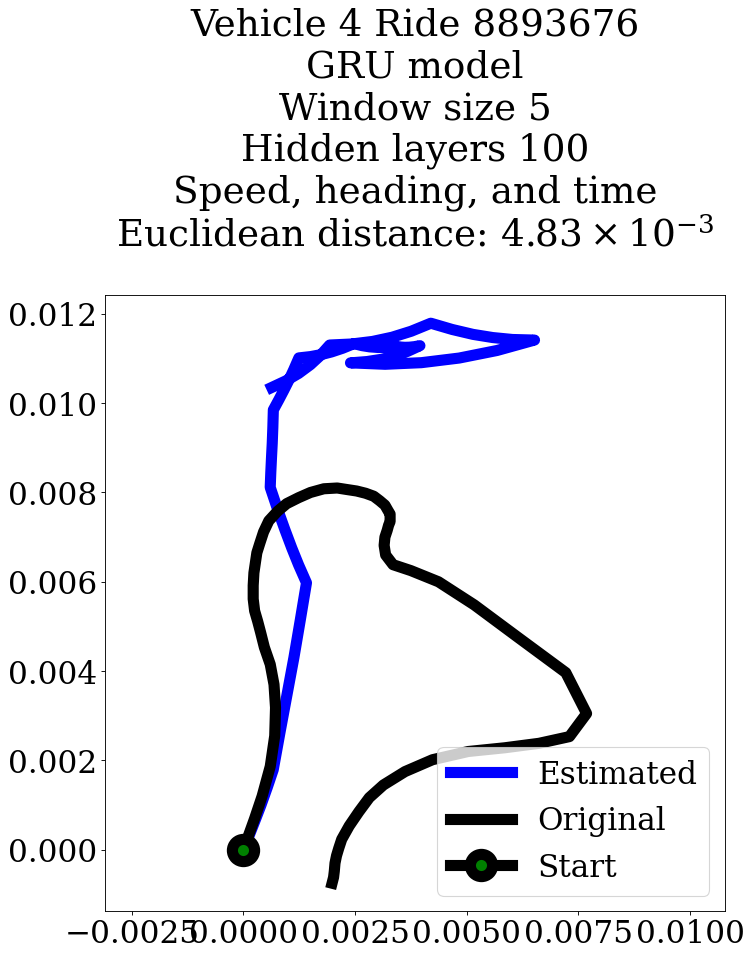 Vehicle 4 Ride 8893676
GRU model
Window size 5
Hidden layers 100
Speed, heading, and time
Euclidean distance: 4.83 × 10⁻³
0.012
0.010
0.008
0.006
0.004
0.002
0.000
Estimated
Original
Start
−0.0025 0.0000 0.0025 0.0050 0.0075 0.0100